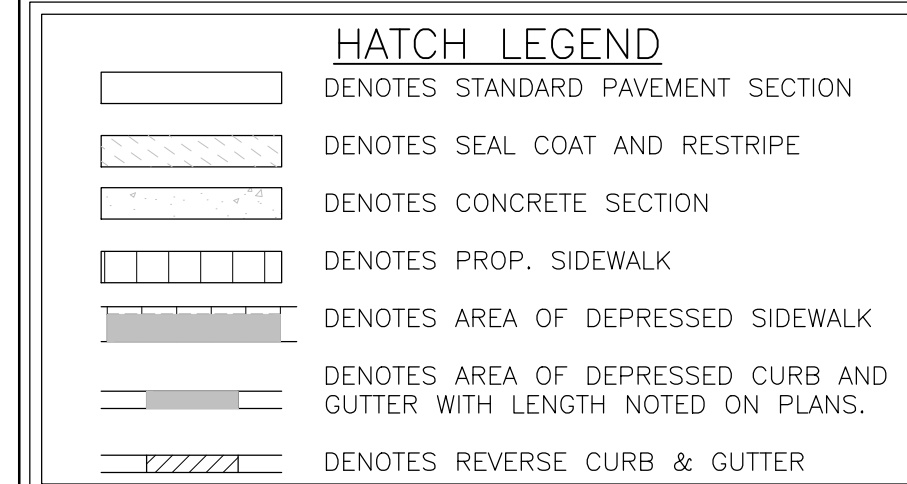 HATCH LEGEND
DENOTES STANDARD PAVEMENT SECTION
DENOTES SEAL COAT AND RESTRIPE
DENOTES CONCRETE SECTION
DENOTES PROP. SIDEWALK
DENOTES AREA OF DEPRESSED SIDEWALK
DENOTES AREA OF DEPRESSED CURB AND
GUTTER WITH LENGTH NOTED ON PLANS.
DENOTES REVERSE CURB & GUTTER